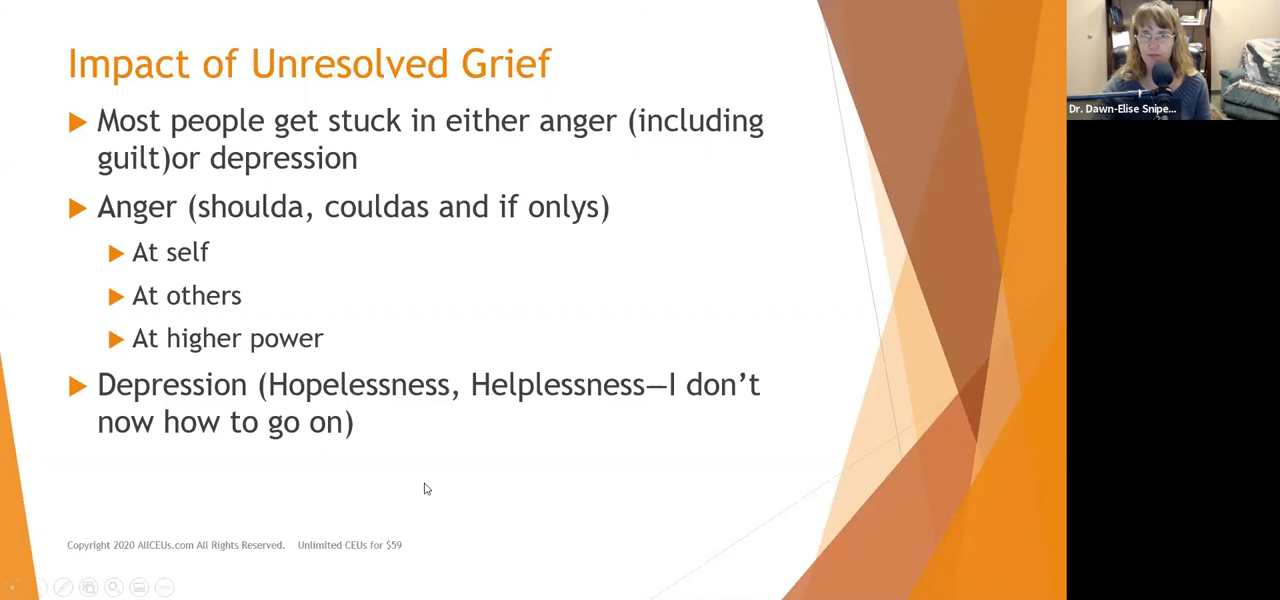 Impact of Unresolved Grief
Most people get stuck in either anger (including
guilt)or depression
Anger (shoulda, couldas and if onlys)
At self
At others
At higher power
Depression (Hopelessness, Helplessness—I don't
now how to go on)
Copyright 2020 AllCEUs.com All Rights Reserved. Unlimited CEUs for $59
Dr. Dawn-Elise Snipe...